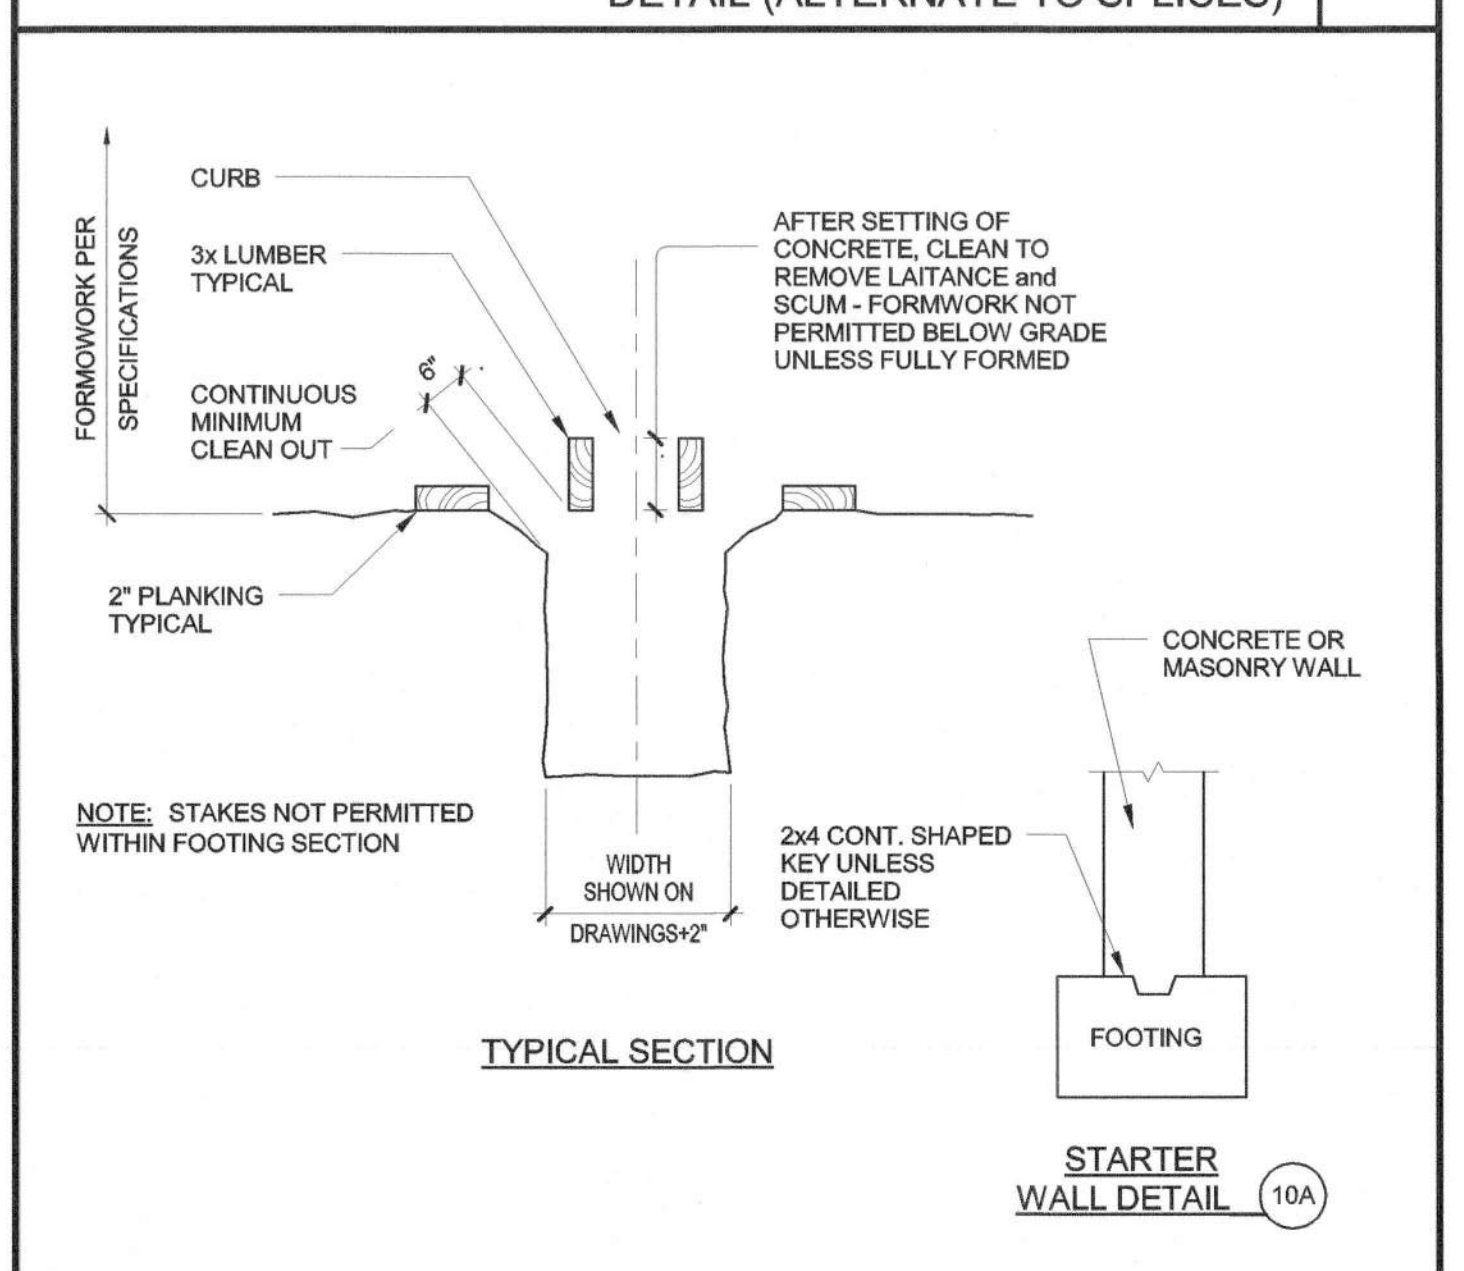 DETAIL (ALTERNATE TO SPLICES)
CURB
3x LUMBER
TYPICAL
FORMOWORK PER
SPECIFICATIONS
6"
CONTINUOUS
MINIMUM
CLEAN OUT
AFTER SETTING OF
CONCRETE, CLEAN TO
REMOVE LAITANCE and
SCUM - FORMWORK NOT
PERMITTED BELOW GRADE
UNLESS FULLY FORMED
2" PLANKING
TYPICAL
CONCRETE OR
MASONRY WALL
NOTE: STAKES NOT PERMITTED
WITHIN FOOTING SECTION
WIDTH
SHOWN ON
DRAWINGS+2"
2x4 CONT. SHAPED
KEY UNLESS
DETAILED
OTHERWISE
FOOTING
TYPICAL SECTION
STARTER
WALL DETAIL
10A